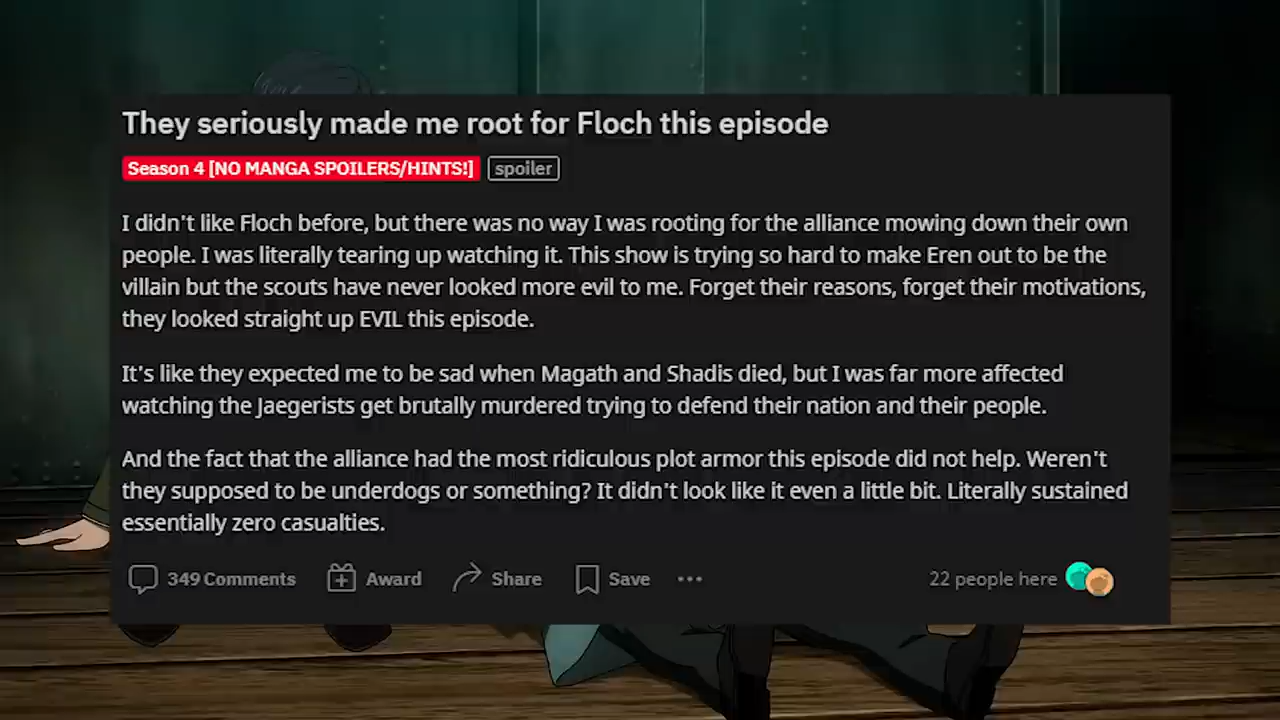 They seriously made me root for Floch this episode
Season 4 [NO MANGA SPOILERS/HINTS!] spoiler
I didn't like Floch before, but there was no way I was rooting for the alliance mowing down their own
people. I was literally tearing up watching it. This show is trying so hard to make Eren out to be the
villain but the scouts have never looked more evil to me. Forget their reasons, forget their motivations,
they looked straight up EVIL this episode.
It's like they expected me to be sad when Magath and Shadis died, but I was far more affected
watching the Jaegerists get brutally murdered trying to defend their nation and their people.
And the fact that the alliance had the most ridiculous plot armor this episode did not help. Weren't
they supposed to be underdogs or something? It didn't look like it even a little bit. Literally sustained
essentially zero casualties.
349 Comments Award Share Save ••• 22 people here